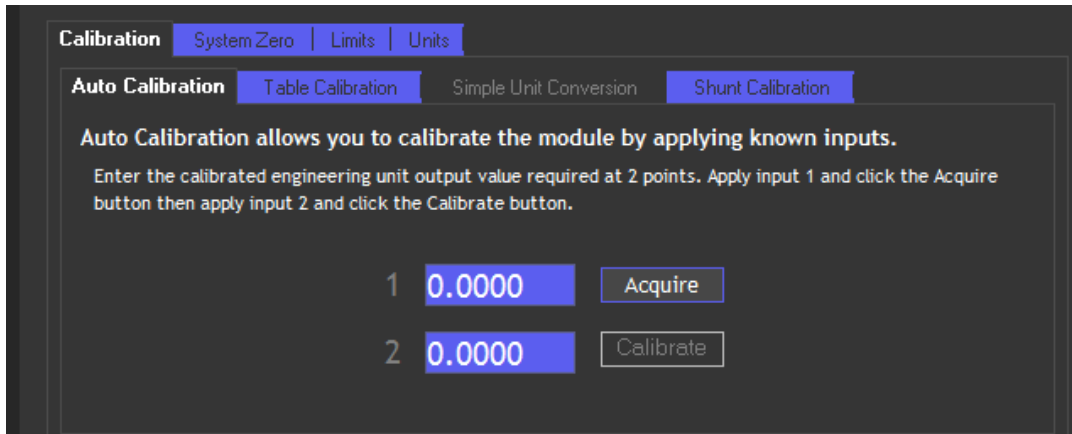 Calibration System Zero | Limits | Units
Auto Calibration Table Calibration Simple Unit Conversion Shunt Calibration
Auto Calibration allows you to calibrate the module by applying known inputs.
Enter the calibrated engineering unit output value required at 2 points. Apply input 1 and click the Acquire
button then apply input 2 and click the Calibrate button.
1 0.0000 Acquire
2 0.0000 Calibrate